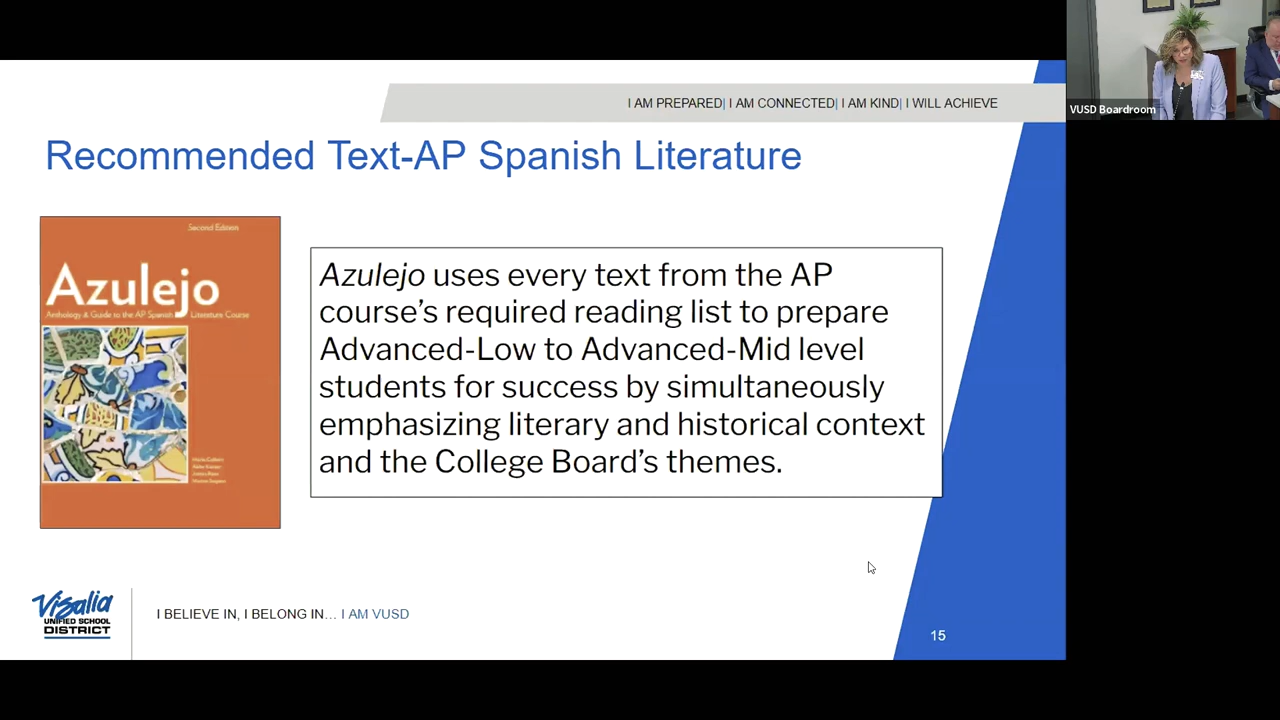 I AM PREPARED| I AM CONNECTED| I AM KIND| I WILL ACHIEVE
VUSD Boardroom
Recommended Text-AP Spanish Literature
Second Edition
Azulejo
Anthology & Guide to the AP Spanish Literature Course
Azulejo uses every text from the AP
course's required reading list to prepare
Advanced-Low to Advanced-Mid level
students for success by simultaneously
emphasizing literary and historical context
and the College Board's themes.
Visalia
UNIFIED SCHOOL
DISTRICT
I BELIEVE IN, I BELONG IN... I AM VUSD
15